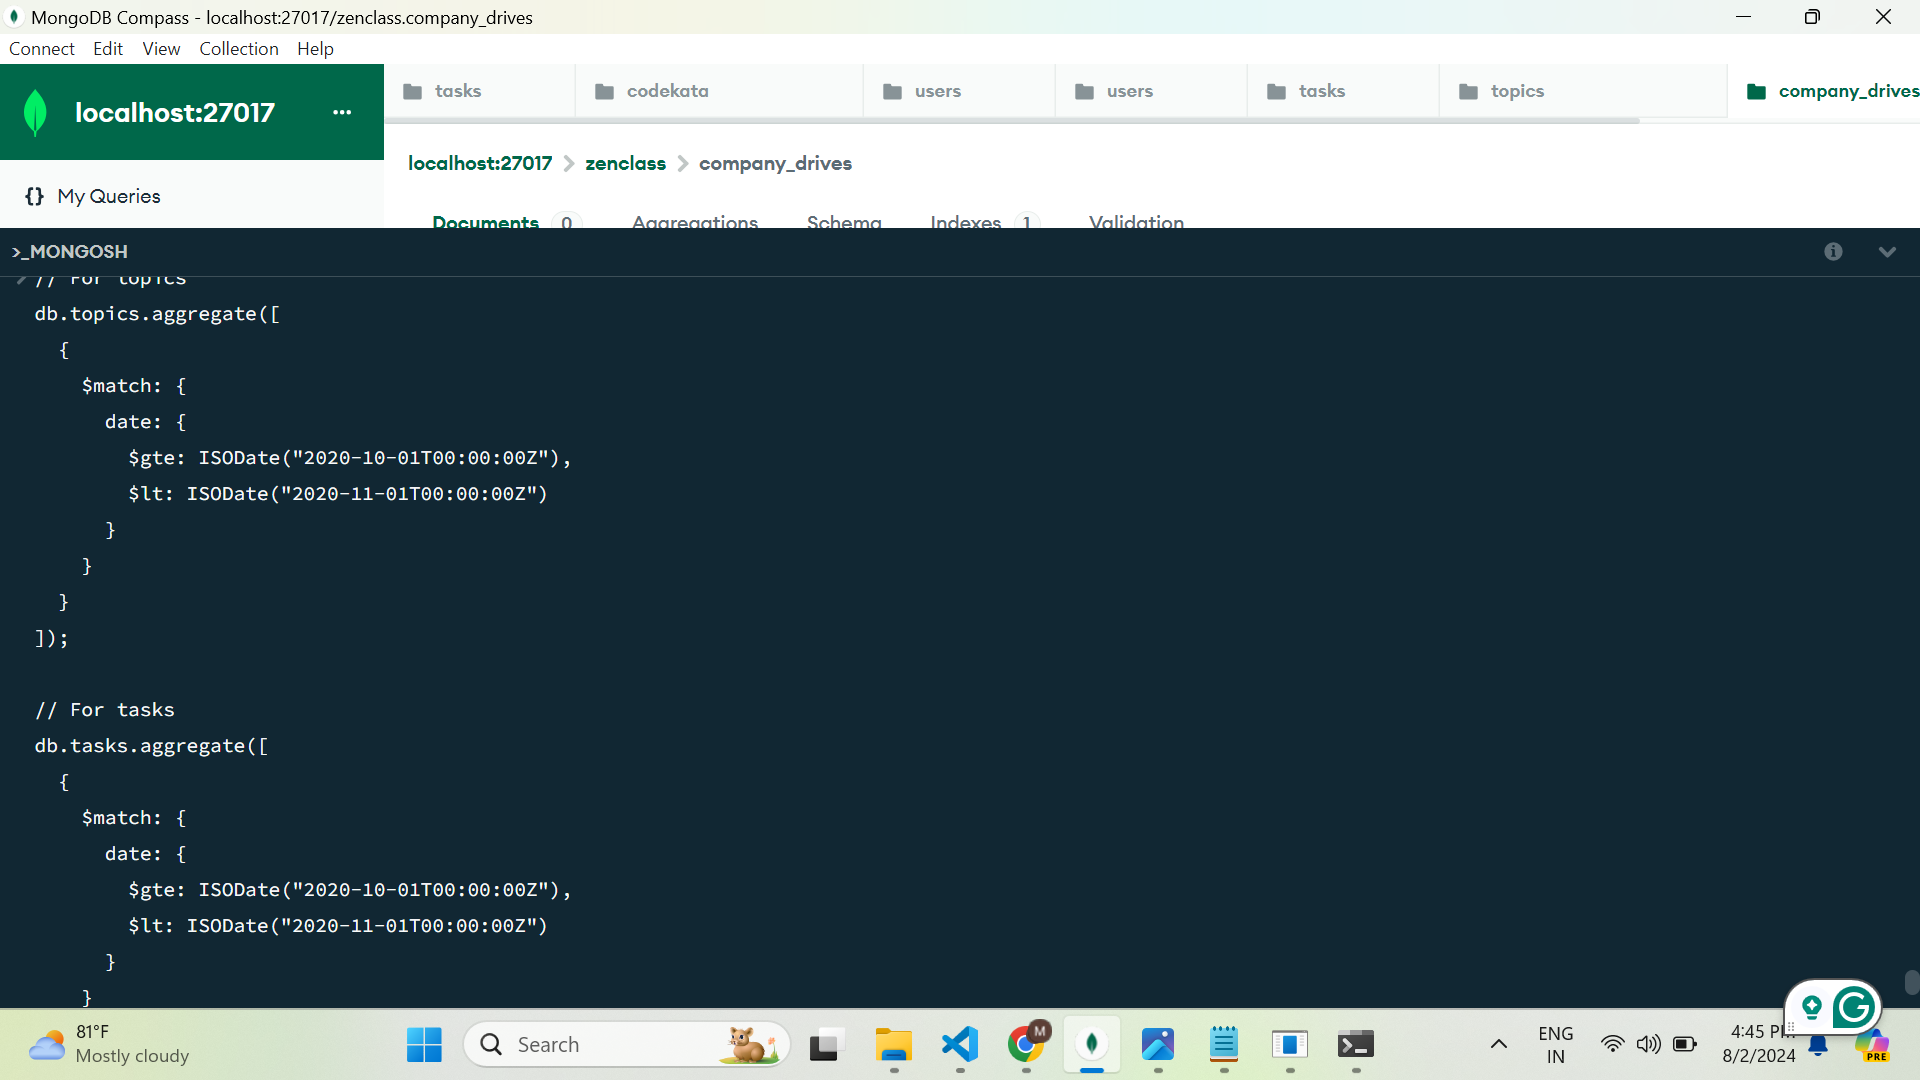 MongoDB Compass - localhost:27017/zenclass.company_drives
Connect Edit View Collection Help
localhost:27017 ...
tasks codekata users users tasks topics company_drives
localhost:27017 > zenclass > company_drives
{} My Queries
Documents 0 Aggregations Schema Indexes 1 Validation
>_MONGOSH
// For topics
db.topics.aggregate([
{
$match: {
date: {
$gte: ISODate("2020-10-01T00:00:00Z"),
$lt: ISODate("2020-11-01T00:00:00Z")
}
}
}
]);
// For tasks
db.tasks.aggregate([
{
$match: {
date: {
$gte: ISODate("2020-10-01T00:00:00Z"),
$lt: ISODate("2020-11-01T00:00:00Z")
}
}
81°F
Mostly cloudy
Search
M
ENG
IN
4:45 P
8/2/2024
PRE